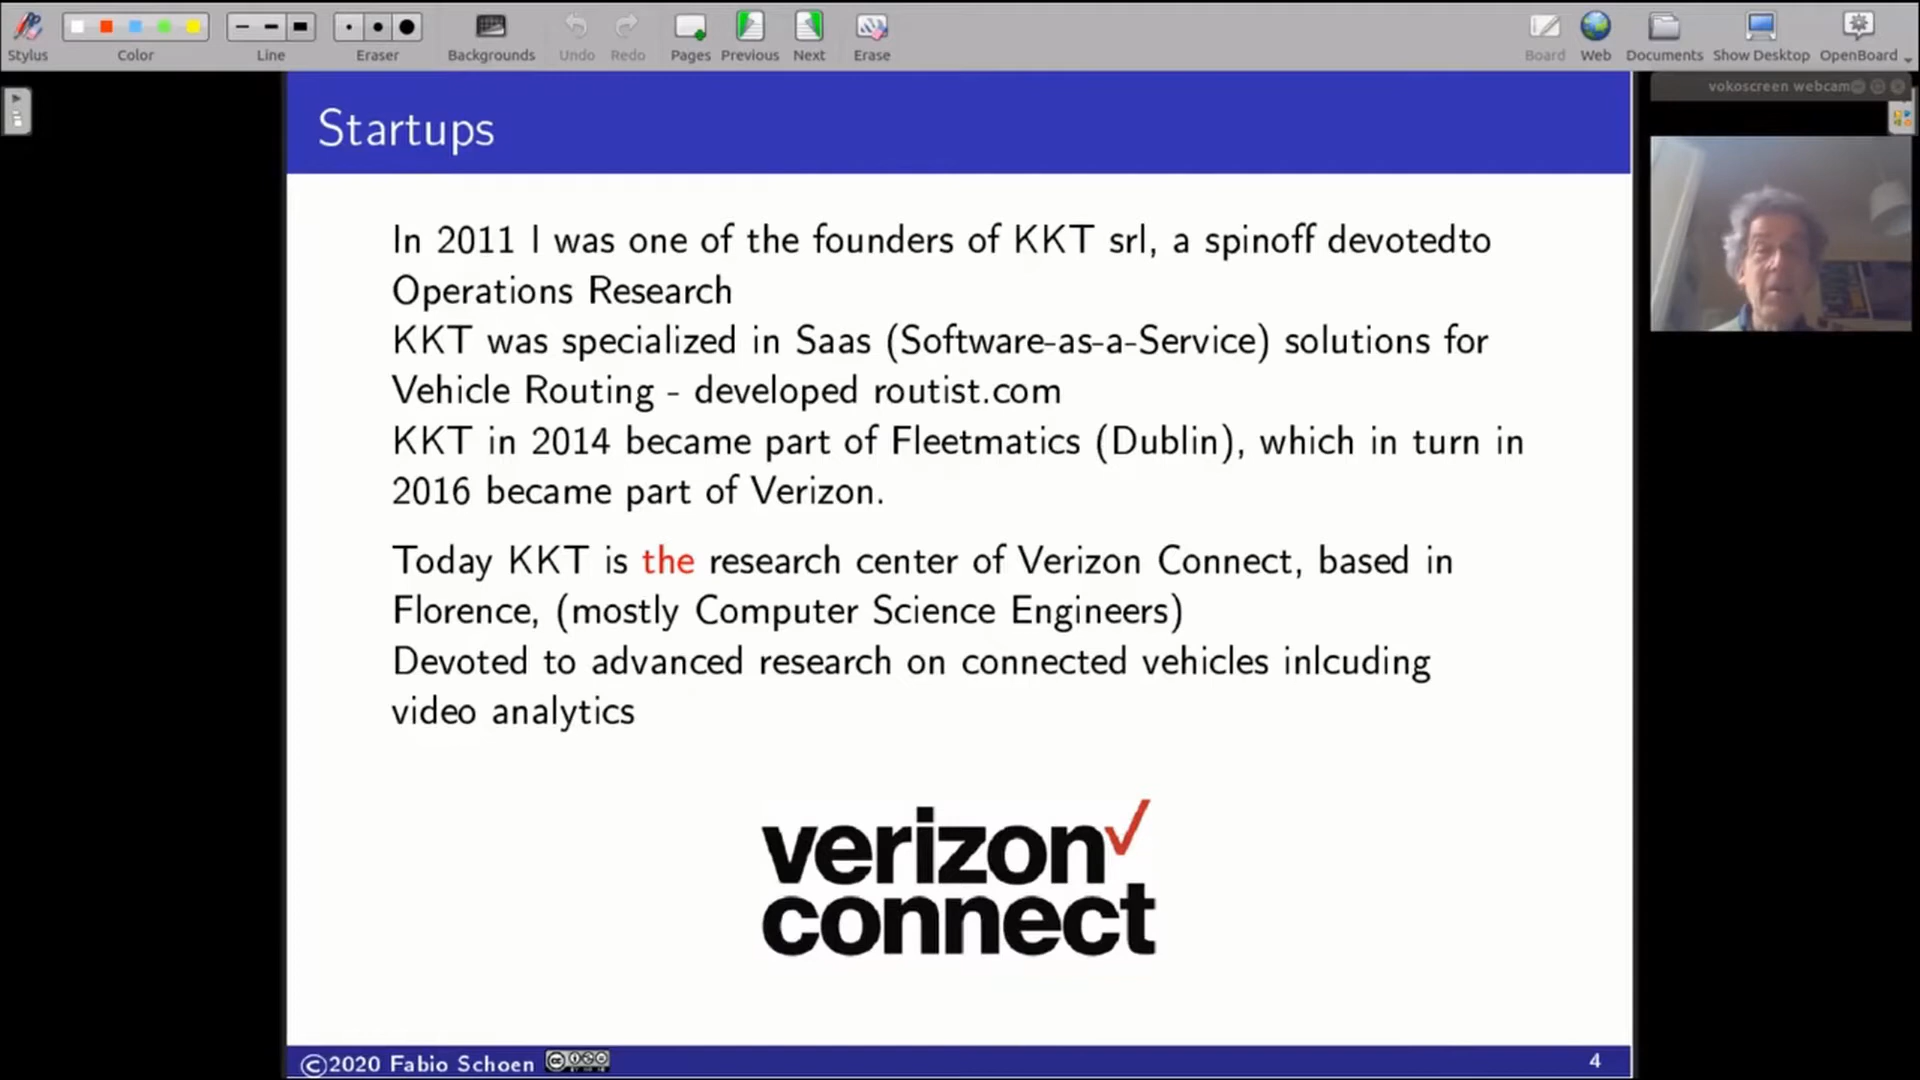 Stylus
Color
Line
Eraser
Backgrounds
Undo
Redo
Pages
Previous
Next
Erase
Board
Web
Documents
Show Desktop
OpenBoard
vokoscreen webcam
Startups
In 2011 I was one of the founders of KKT srl, a spinoff devotedto
Operations Research
KKT was specialized in Saas (Software-as-a-Service) solutions for
Vehicle Routing - developed routist.com
KKT in 2014 became part of Fleetmatics (Dublin), which in turn in
2016 became part of Verizon.
Today KKT is the research center of Verizon Connect, based in
Florence, (mostly Computer Science Engineers)
Devoted to advanced research on connected vehicles inlcuding
video analytics
verizon✓
connect
©2020 Fabio Schoen
4